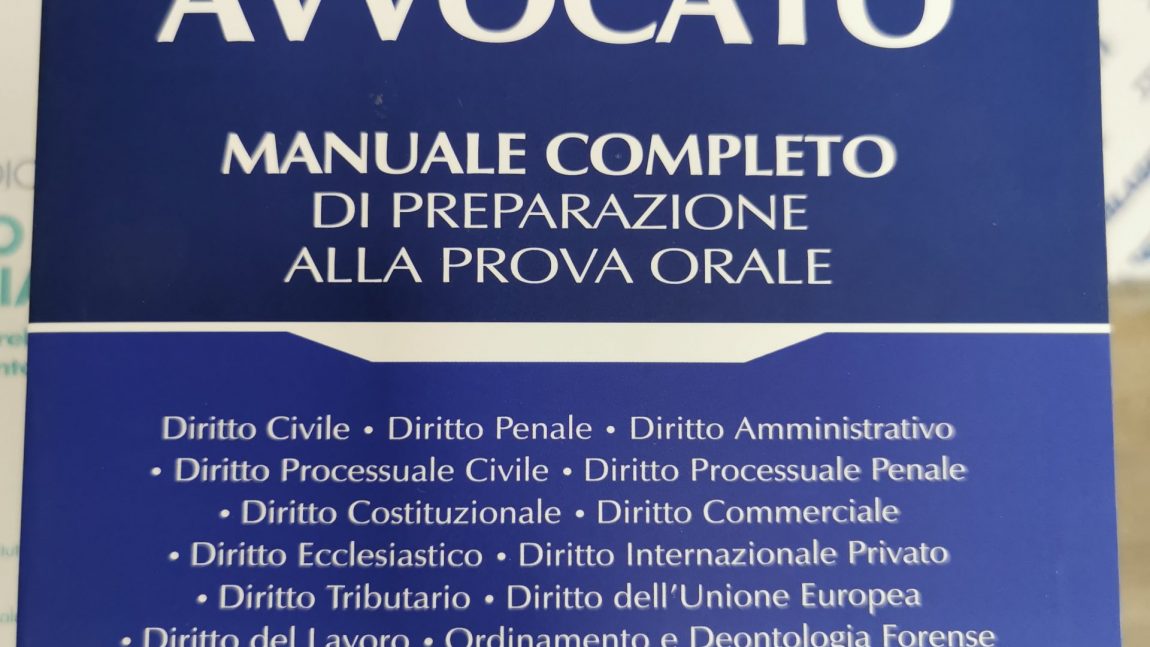 AVVOCATO
MANUALE COMPLETO
DI PREPARAZIONE
ALLA PROVA ORALE
Diritto Civile • Diritto Penale • Diritto Amministrativo
• Diritto Processuale Civile • Diritto Processuale Penale
• Diritto Costituzionale • Diritto Commerciale
• Diritto Ecclesiastico • Diritto Internazionale Privato
• Diritto Tributario • Diritto dell'Unione Europea
• Diritto del Lavoro • Ordinamento e Deontologia Forense